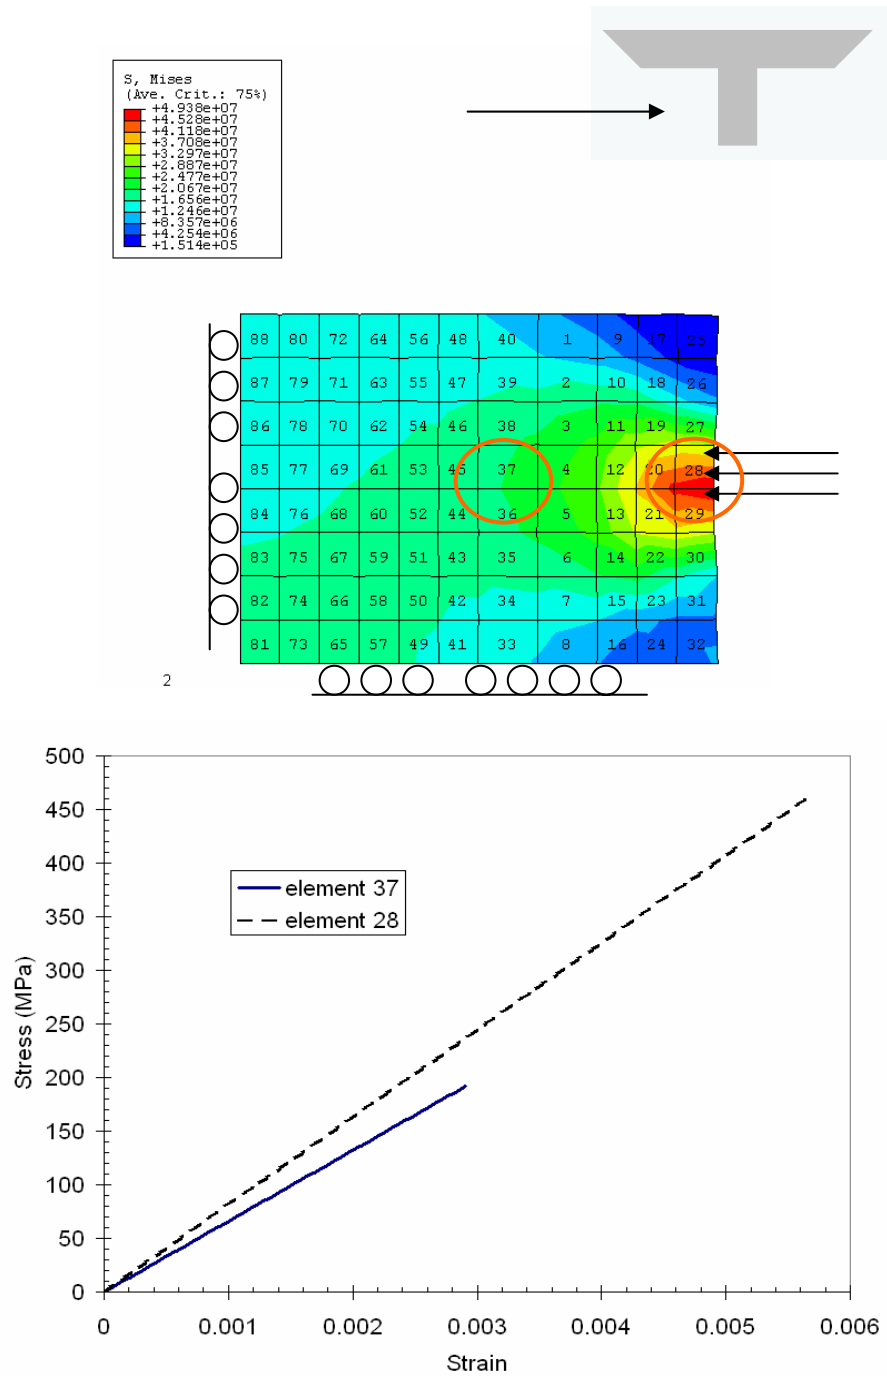 S, Mises
(Ave. Crit.: 75%)
+4.938e+07
+4.528e+07
+4.118e+07
+3.708e+07
+3.297e+07
+2.887e+07
+2.477e+07
+2.067e+07
+1.656e+07
+1.246e+07
+8.357e+06
+4.254e+06
+1.514e+05
88 80 72 64 56 48 40 1 9 17 25
87 79 71 63 55 47 39 2 10 18 26
86 78 70 62 54 46 38 3 11 19 27
85 77 69 61 53 45 37 4 12 20 28
84 76 68 60 52 44 36 5 13 21 29
83 75 67 59 51 43 35 6 14 22 30
82 74 66 58 50 42 34 7 15 23 31
81 73 65 57 49 41 33 8 16 24 32
2
500
450
400
350
300
250
200
150
100
50
0
Stress (MPa)
element 37
element 28
0 0.001 0.002 0.003 0.004 0.005 0.006
Strain